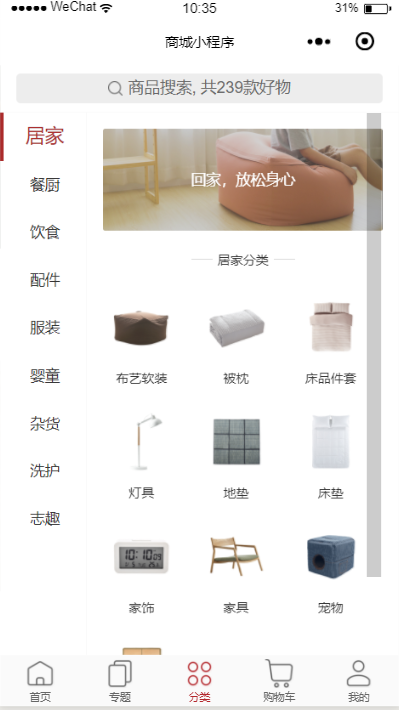 WeChat 10:35 31%
商城小程序
商品搜索, 共239款好物
居家
餐厨
饮食
配件
服装
婴童
杂货
洗护
志趣
回家，放松身心
居家分类
布艺软装 被枕 床品件套
灯具 地垫 床垫
10:10
家饰 家具 宠物
首页 专题 分类 购物车 我的